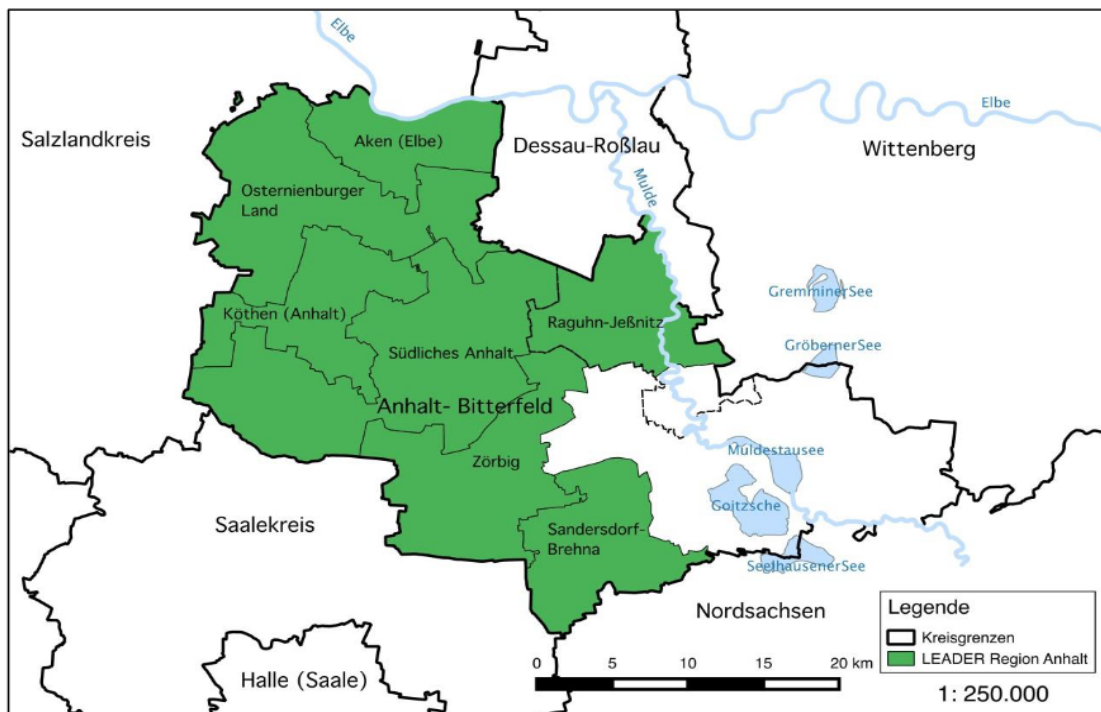 Elbe
Elbe
Salzlandkreis
Aken (Elbe)
Dessau-Roßlau
Wittenberg
Mulde
Osternienburger
Land
GremminerSee
Köthen (Anhalt)
Raguhn-Jeßnitz
GröbernerSee
Südliches Anhalt
Anhalt- Bitterfeld
Muldestausee
Zörbig
Goitzsche
Saalekreis
Sandersdorf-
Brehna
SeelhausenerSee
Nordsachsen
Legende
Kreisgrenzen
LEADER Region Anhalt
Halle (Saale)
0 5 10 15 20 km
1: 250.000